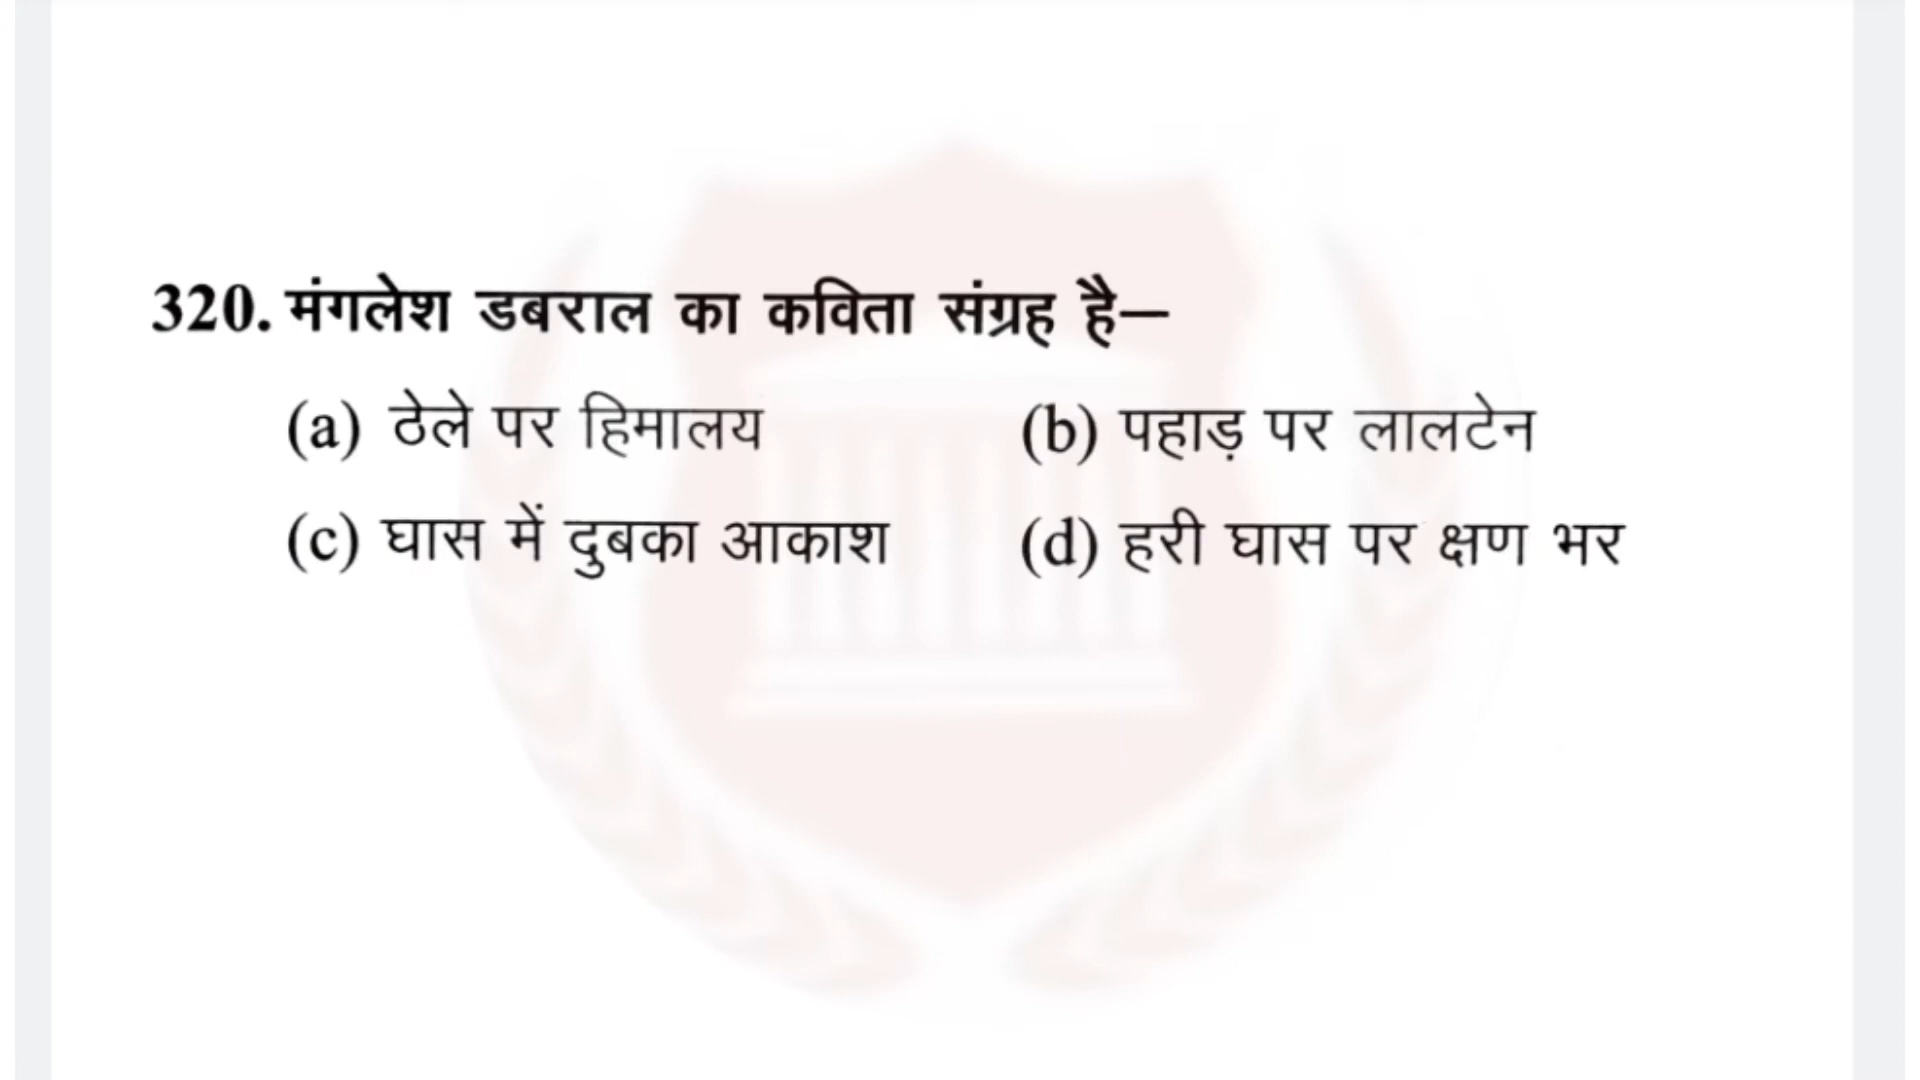 320. मंगलेश डबराल का कविता संग्रह है–
(a) ठेले पर हिमालय (b) पहाड़ पर लालटेन
(c) घास में दुबका आकाश (d) हरी घास पर क्षण भर